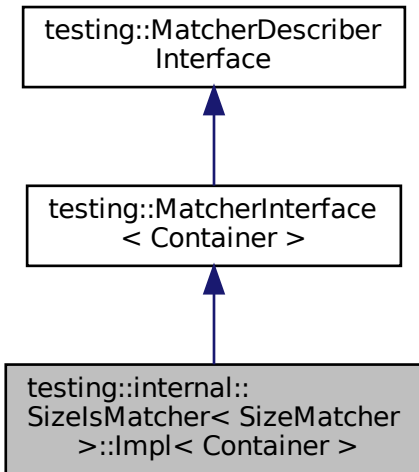 testing::MatcherDescriber
Interface
testing::MatcherInterface
< Container >
testing::internal::
SizeIsMatcher< SizeMatcher
>::Impl< Container >